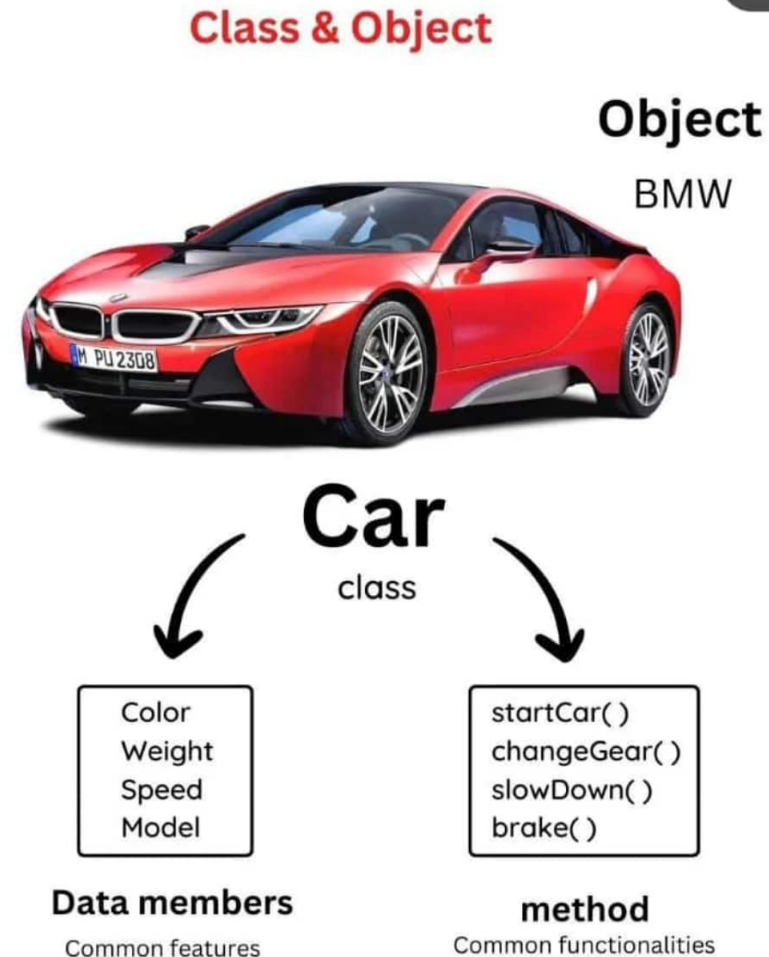 Class & Object
Object
BMW
M PU 2308
Car
class
Color
Weight
Speed
Model
startCar( )
changeGear( )
slowDown( )
brake( )
Data members
Common features
method
Common functionalities